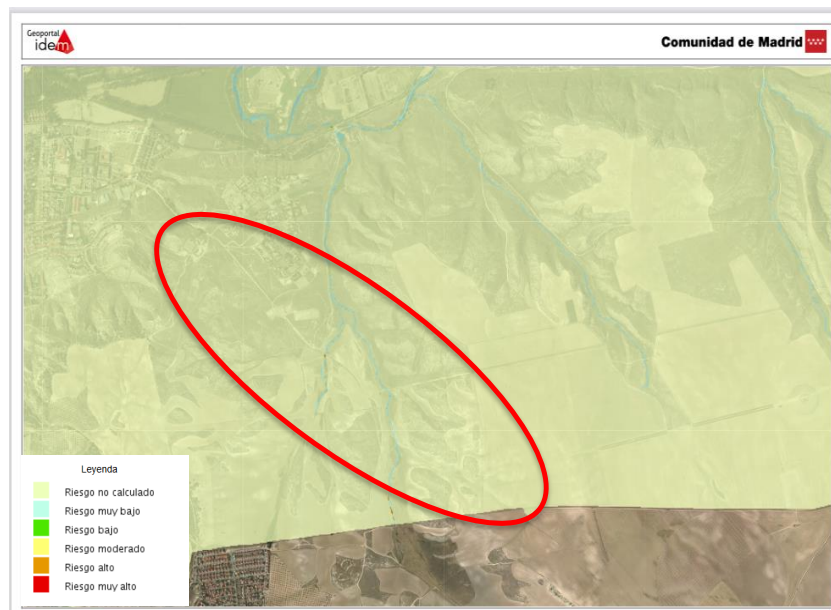 Geoportal
idem
Comunidad de Madrid
Leyenda
Riesgo no calculado
Riesgo muy bajo
Riesgo bajo
Riesgo moderado
Riesgo alto
Riesgo muy alto